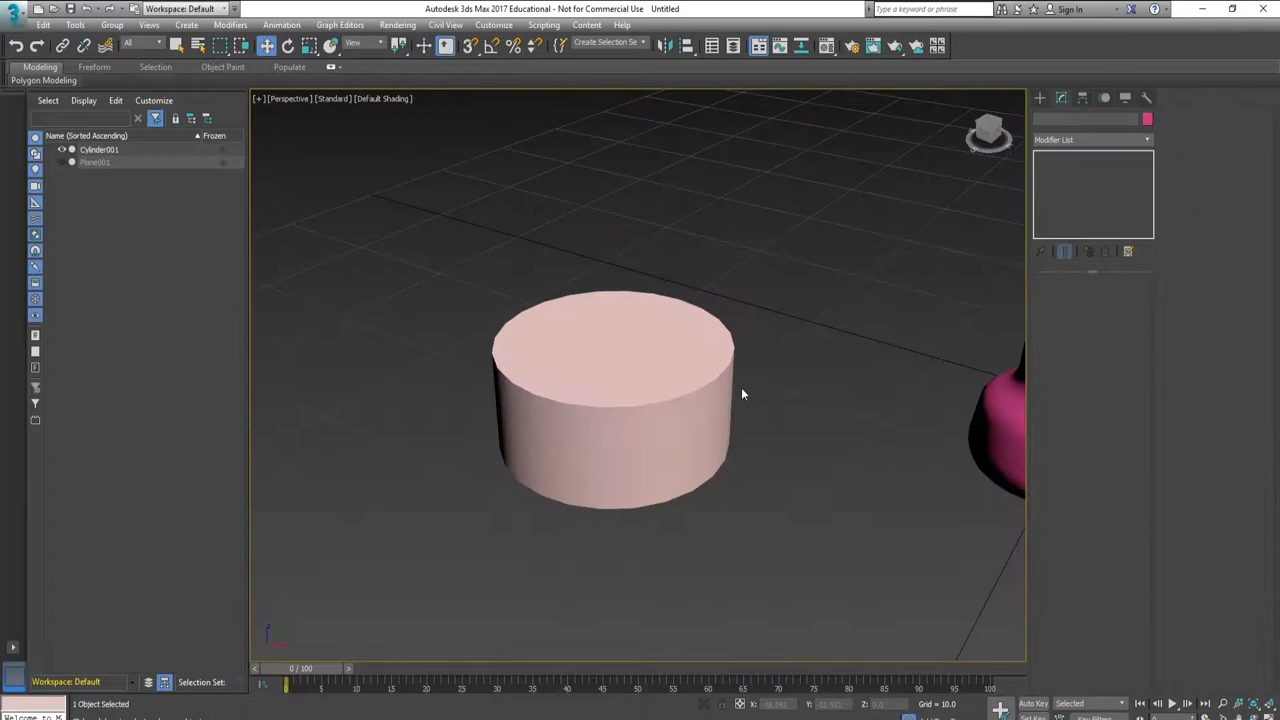 Workspace: Default
Autodesk 3ds Max 2017 Educational - Not for Commercial Use    Untitled
Type a keyword or phrase
Sign In
Edit Tools Group Views Create Modifiers Animation Graph Editors Rendering Civil View Customize Scripting Content Help
All
View
Create Selection Se
Modeling Freeform Selection Object Paint Populate
Polygon Modeling
Select Display Edit Customize
[+] [Perspective] [Standard] [Default Shading]
Name (Sorted Ascending) ▲ Frozen
Cylinder001
Plane001
Modifier List
0 / 100
Workspace: Default
Selection Set:
0 5 10 15 20 25 30 35 40 45 50 55 60 65 70 75 80 85 90 95 100
1 Object Selected
X:
Y:
Z:
Grid = 10.0
Auto Key
Selected
Welcome to M